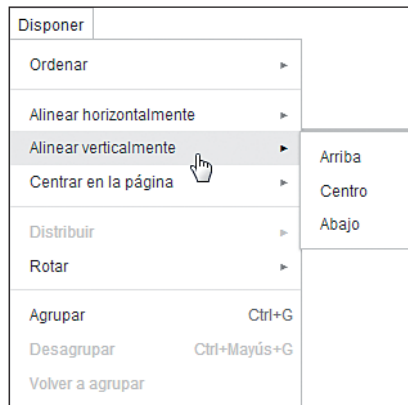 Disponer
Ordenar
Alinear horizontalmente
Alinear verticalmente
Arriba
Centro
Abajo
Centrar en la página
Distribuir
Rotar
Agrupar Ctrl+G
Desagrupar Ctrl+Mayús+G
Volver a agrupar